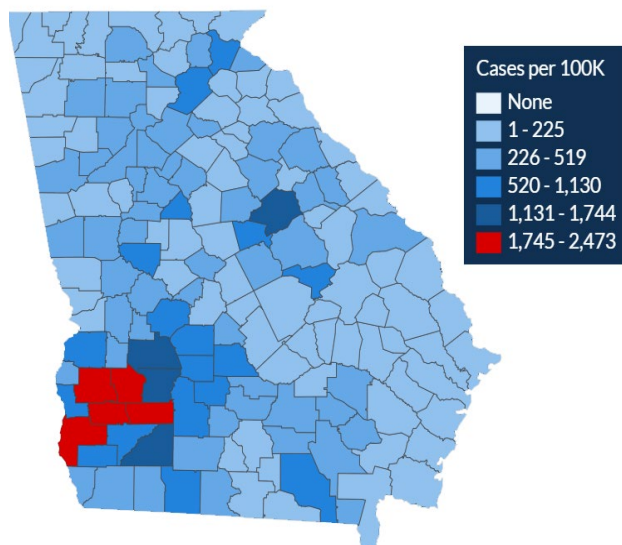 Cases per 100K
None
1 - 225
226 - 519
520 - 1,130
1,131 - 1,744
1,745 - 2,473